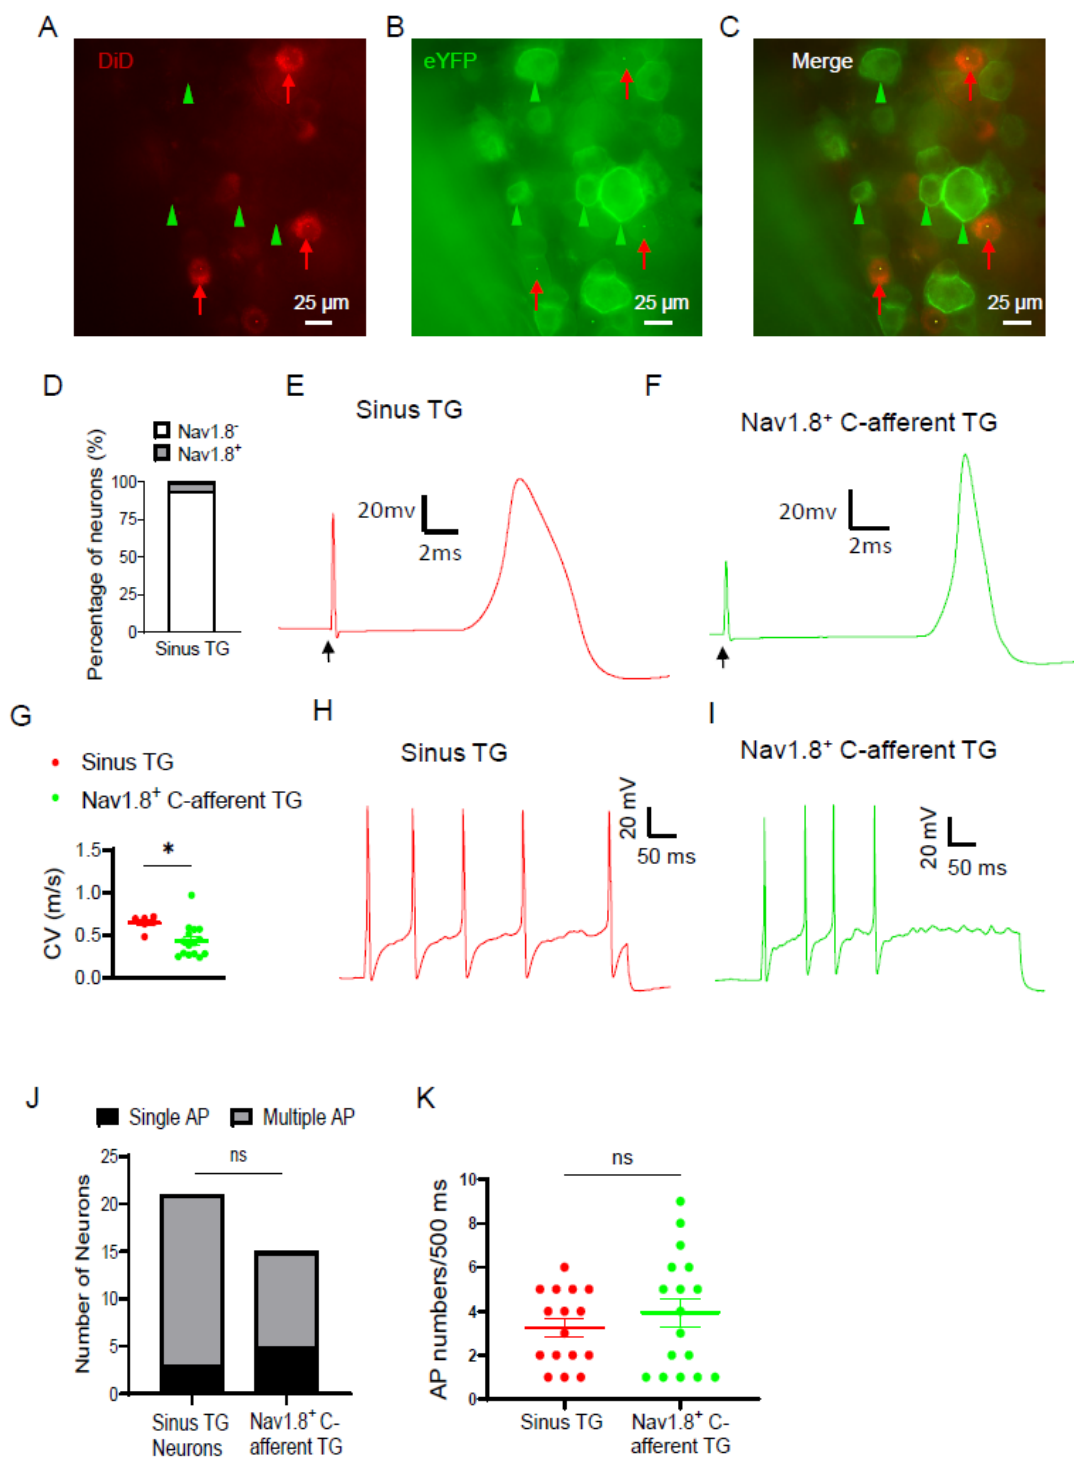 A
B
C
DiD
eYFP
Merge
25 µm
25 µm
25 µm
D
E
F
Sinus TG
Nav1.8⁺ C-afferent TG
Nav1.8⁻
Nav1.8⁺
Percentage of neurons (%)
100
75
50
25
0
Sinus TG
20mv
2ms
20mv
2ms
G
H
I
Sinus TG
Nav1.8⁺ C-afferent TG
Sinus TG
Nav1.8⁺ C-afferent TG
*
CV (m/s)
1.5
1.0
0.5
0.0
20 mV
50 ms
20 mV
50 ms
J
K
Single AP
Multiple AP
ns
Number of Neurons
25
20
15
10
5
0
Sinus TG
Neurons
Nav1.8⁺ C-
afferent TG
ns
AP numbers/500 ms
10
8
6
4
2
0
Sinus TG
Nav1.8⁺ C-
afferent TG